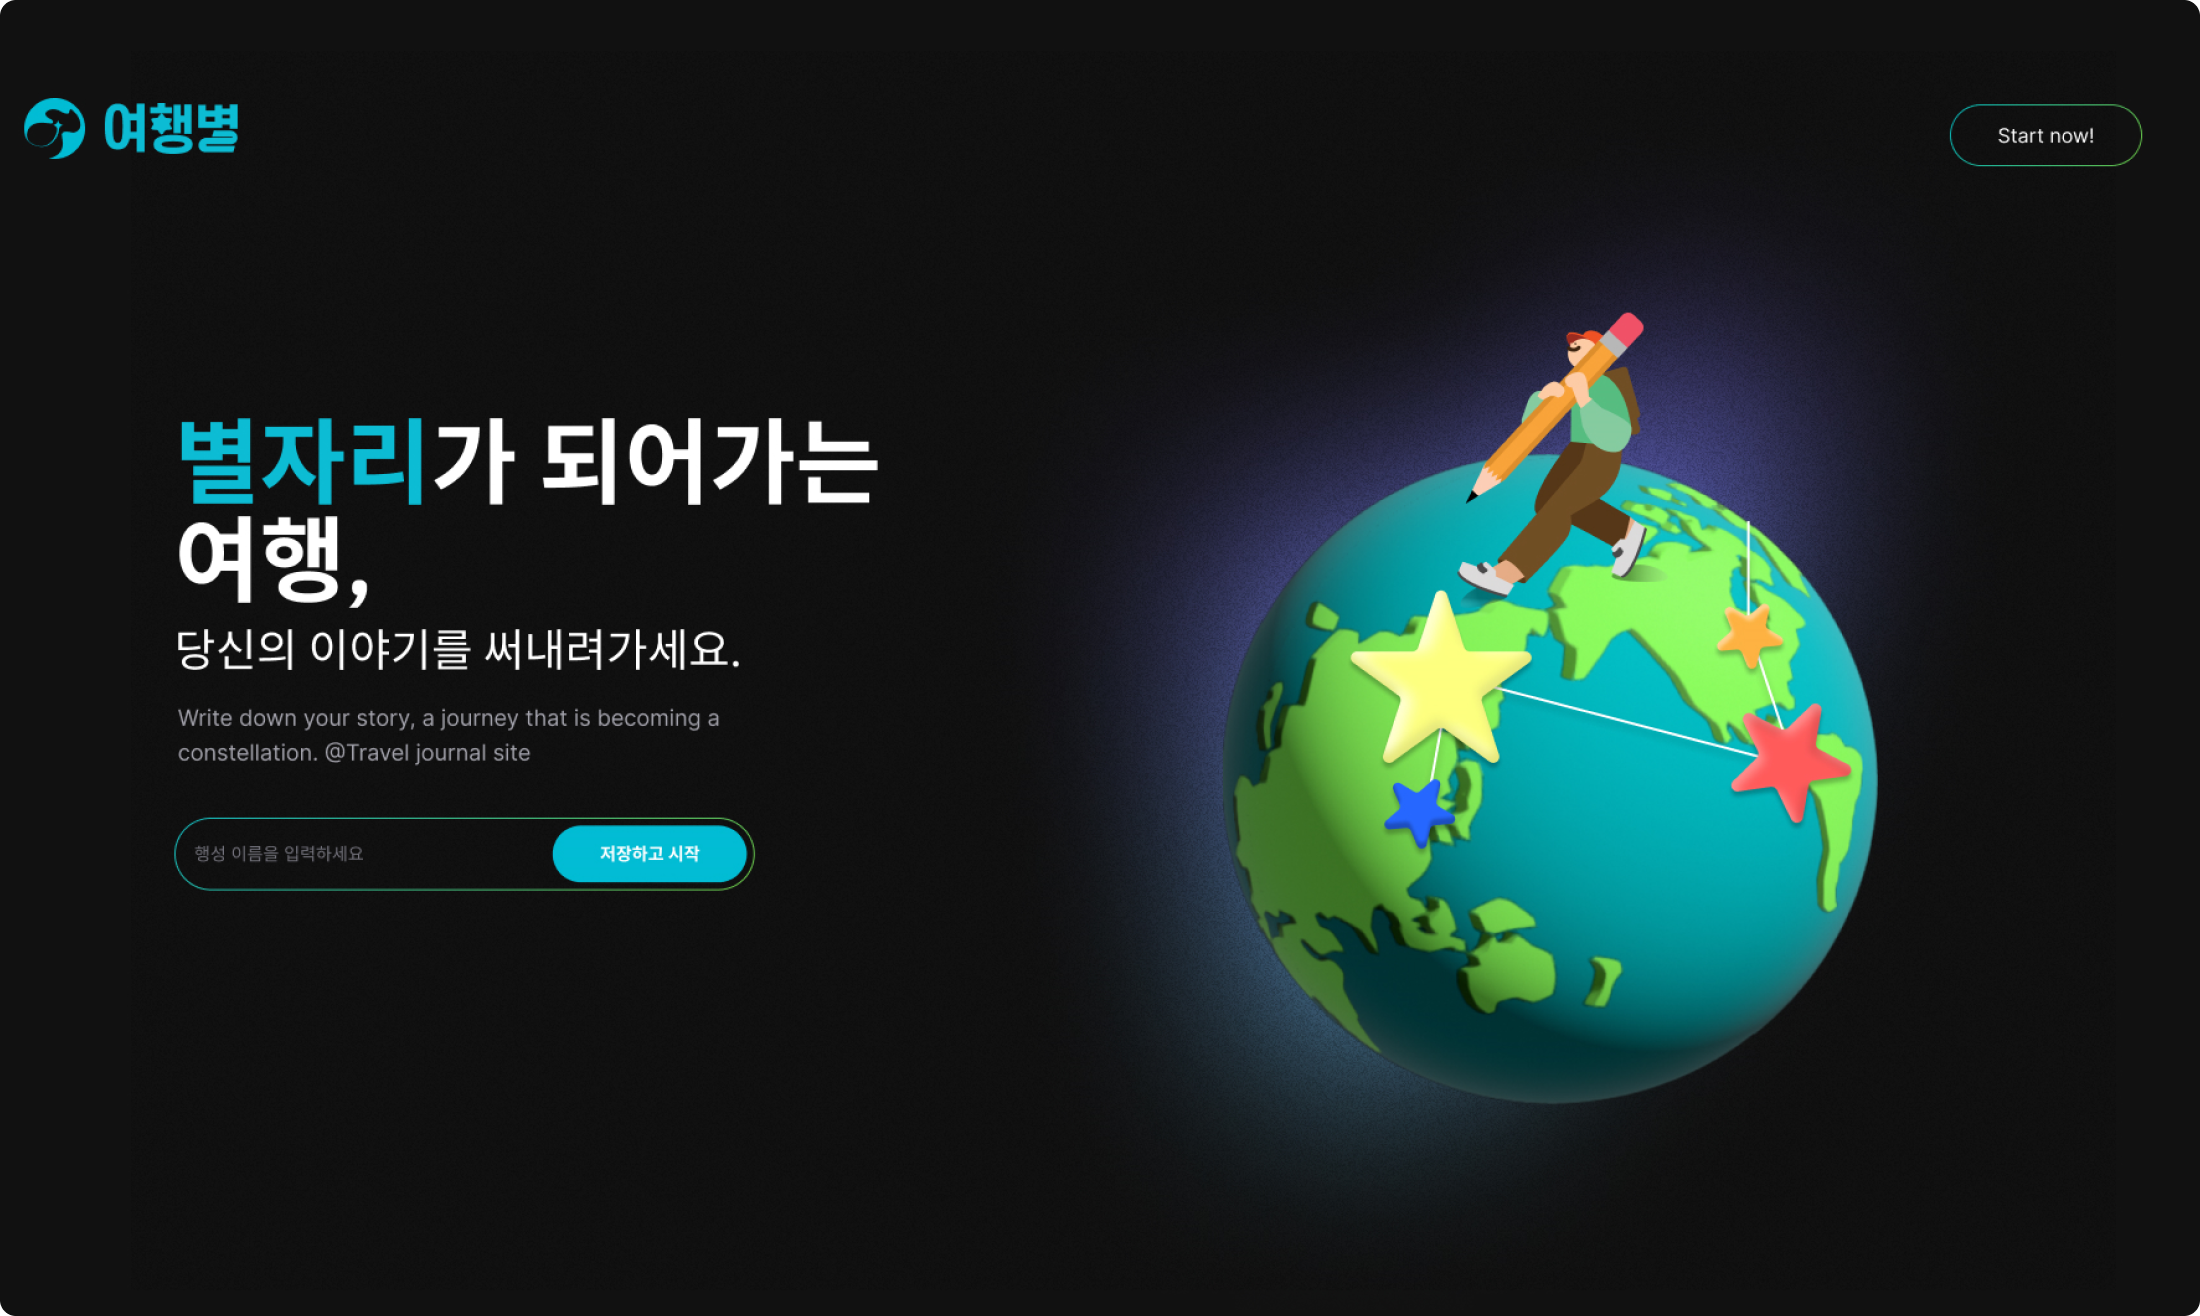 여행별
Start now!
별자리가 되어가는
여행,
당신의 이야기를 써내려가세요.
Write down your story, a journey that is becoming a
constellation. @Travel journal site
행성 이름을 입력하세요
저장하고 시작